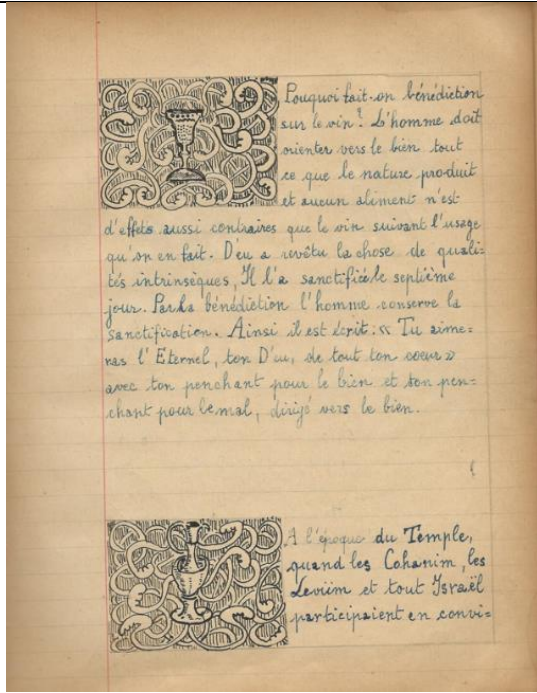 Pouquoi fait-on bénédiction
sur le vin? L'homme doit
orienter vers le bien tout
ce que le nature produit
et aucun aliment n'est
d'effets aussi contraires que le vin suivant l'usage
qu'on en fait. D'eu a revêtu la chose de quali=
tés intrinsèques, Il l'a sanctifiée le septième
jour. Par la bénédiction l'homme conserve la
sanctification. Ainsi il est écrit: « Tu aime=
ras l'Eternel, ton D'eu, de tout ton coeur »
avec ton penchant pour le bien et ton pen=
chant pour le mal, dirigé vers le bien.
A l'époque du Temple,
quand les Cohanim, les
Leviim et tout Israël
participaient en convi=